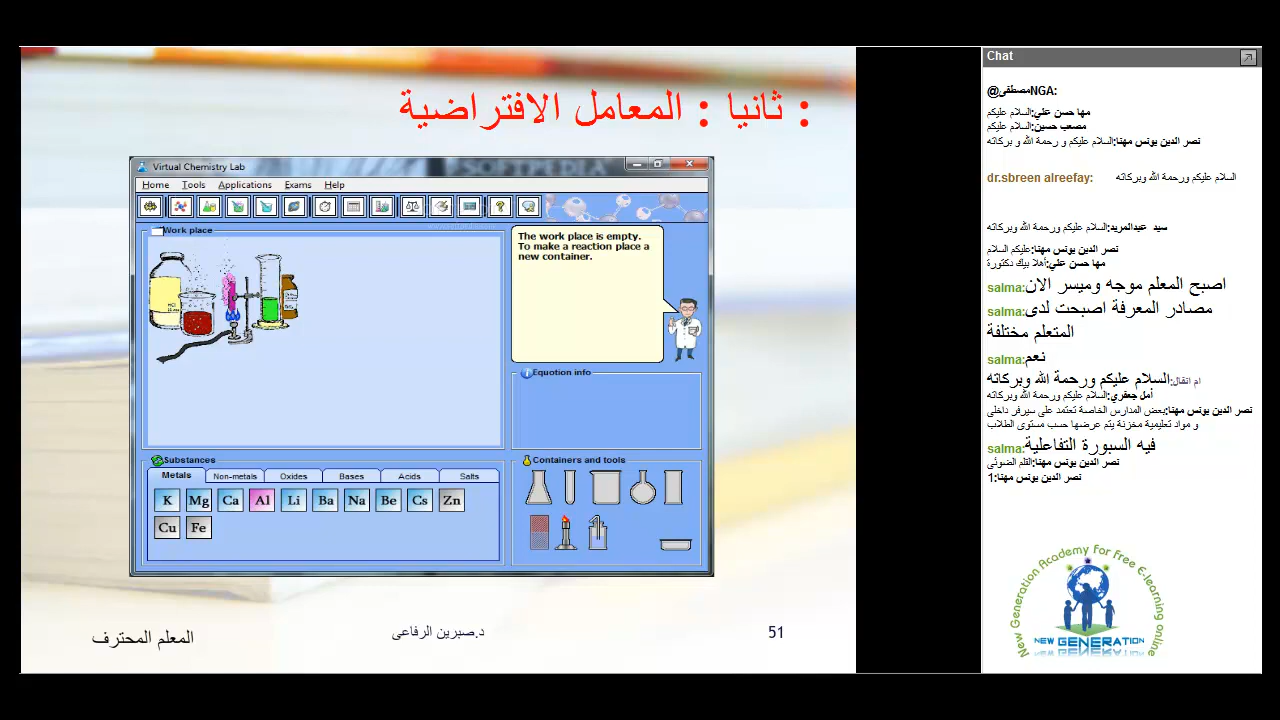 ثانيا : المعامل الافتراضية :
Virtual Chemistry Lab
SOFTPEDIA
Home Tools Applications Exams Help
Work place
The work place is empty.
To make a reaction place a
new container.
HCl
Equotion info
Substances
Metals Non-metals Oxides Bases Acids Salts
K Mg Ca Al Li Ba Na Be Cs Zn
Cu Fe
Containers and tools
المعلم المحترف
د.صبرين الرفاعى
51
Chat
@مصطفىNGA:
مها حسن علي:السلام عليكم
مصعب حسين:السلام عليكم
نصر الدين يونس مهنا:السلام عليكم و رحمة الله و بركاته
dr.sbreen alreefay: السلام عليكم ورحمة الله وبركاته
سيد عبدالمريد:السلام عليكم ورحمة الله وبركاته
نصر الدين يونس مهنا:عليكم السلام
مها حسن علي:أهلا بيك دكتورة
salma:اصبح المعلم موجه وميسر الان
salma:مصادر المعرفة اصبحت لدى
المتعلم مختلفة
salma:نعم
ام انفال:السلام عليكم ورحمة الله وبركاته
أمل جعفري:السلام عليكم ورحمة الله وبركاته
نصر الدين يونس مهنا:بعض المدارس الخاصة تعتمد على سيرفر داخلى
و مواد تعليمية مخزنة يتم عرضها حسب مستوى الطلاب
salma:فيه السبورة التفاعلية
نصر الدين يونس مهنا:القلم الضوئى
نصر الدين يونس مهنا:1
New Generation Academy For Free E-learning online
NEW GENERATION